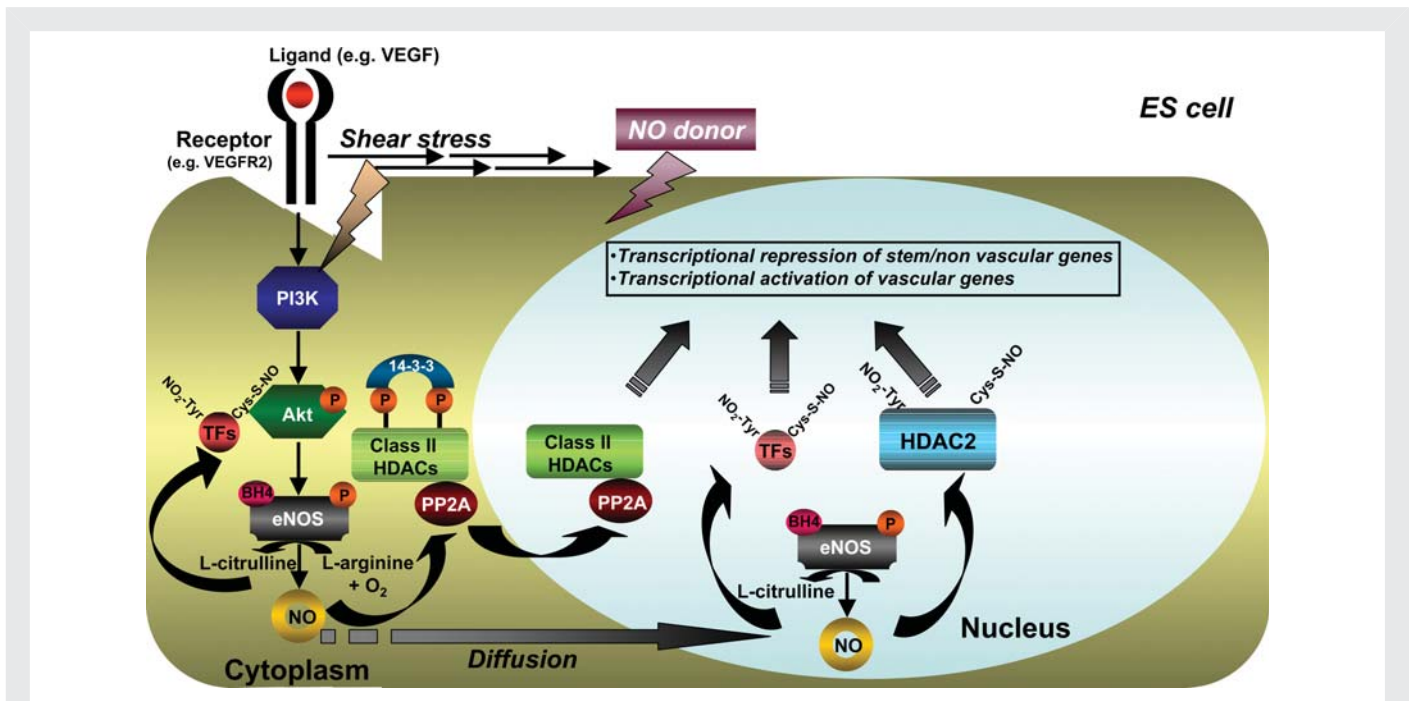 Ligand (e.g. VEGF)
ES cell
Receptor
(e.g. VEGFR2)
Shear stress
NO donor
•Transcriptional repression of stem/non vascular genes
•Transcriptional activation of vascular genes
PI3K
NO₂-Tyr
Cys-S-NO
TFs
Akt
P
14-3-3
P
P
Class II
HDACs
PP2A
Class II
HDACs
PP2A
NO₂-Tyr
Cys-S-NO
TFs
NO₂-Tyr
Cys-S-NO
HDAC2
BH4
P
eNOS
L-citrulline
L-arginine
+ O₂
NO
BH4
P
eNOS
L-citrulline
NO
Nucleus
Diffusion
Cytoplasm